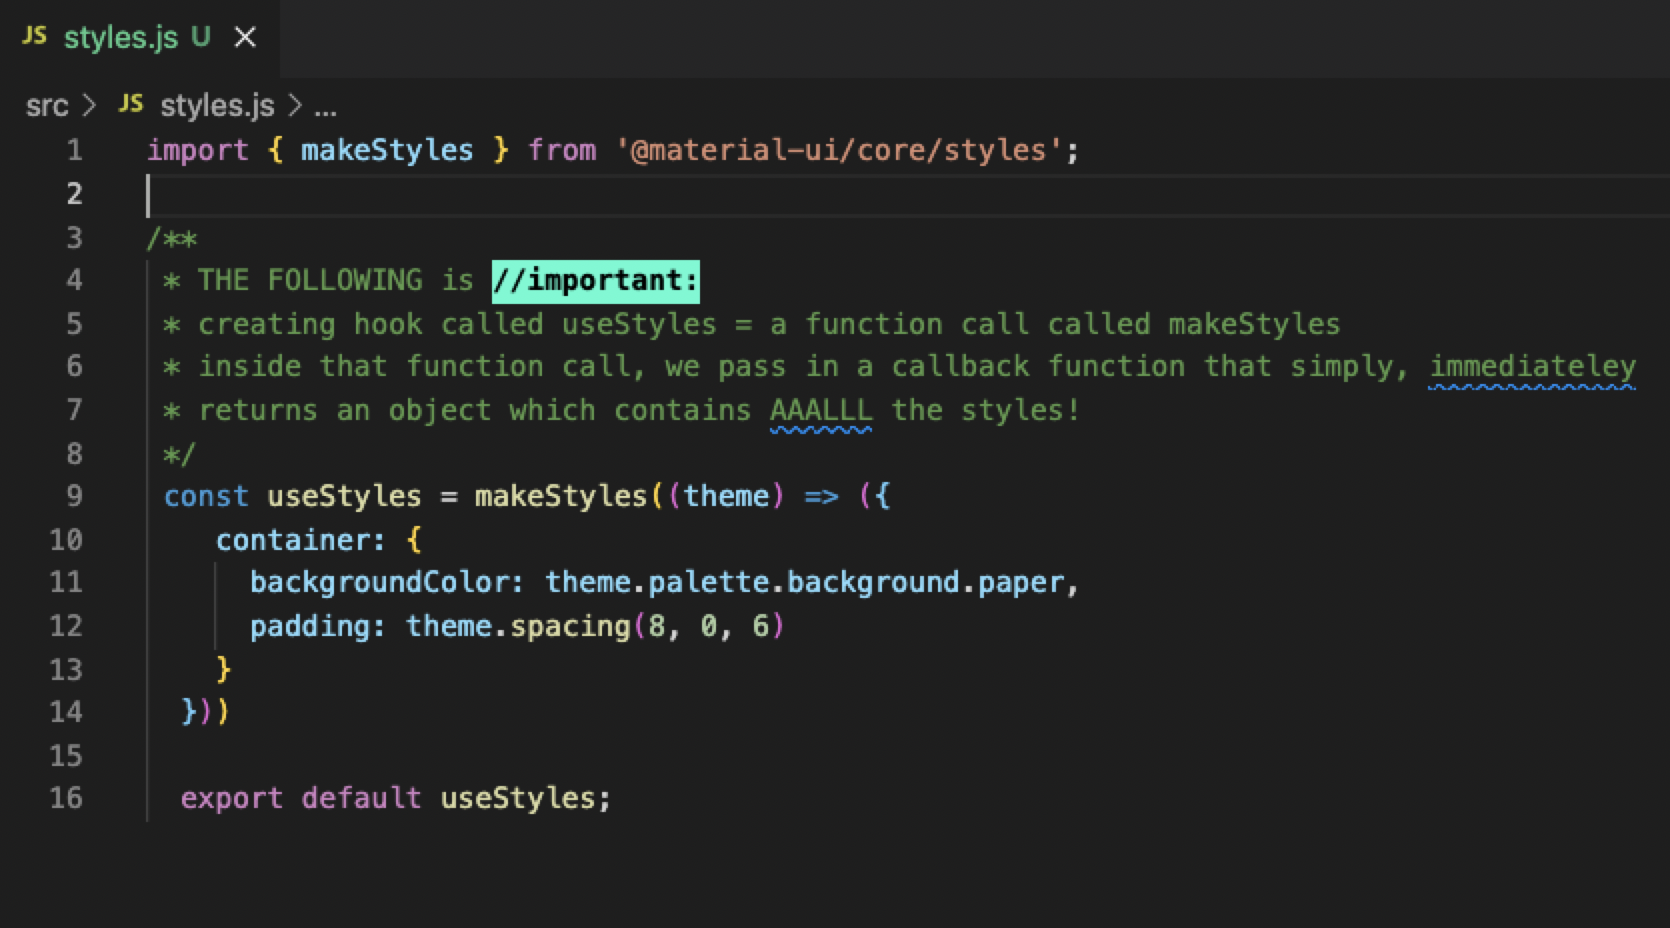 JS styles.js U ×
src > JS styles.js > ...
1 import { makeStyles } from '@material-ui/core/styles';
2
3 /**
4 * THE FOLLOWING is //important:
5 * creating hook called useStyles = a function call called makeStyles
6 * inside that function call, we pass in a callback function that simply, immediateley
7 * returns an object which contains AAALLL the styles!
8 */
9 const useStyles = makeStyles((theme) => ({
10 container: {
11 backgroundColor: theme.palette.background.paper,
12 padding: theme.spacing(8, 0, 6)
13 }
14 }))
15
16 export default useStyles;